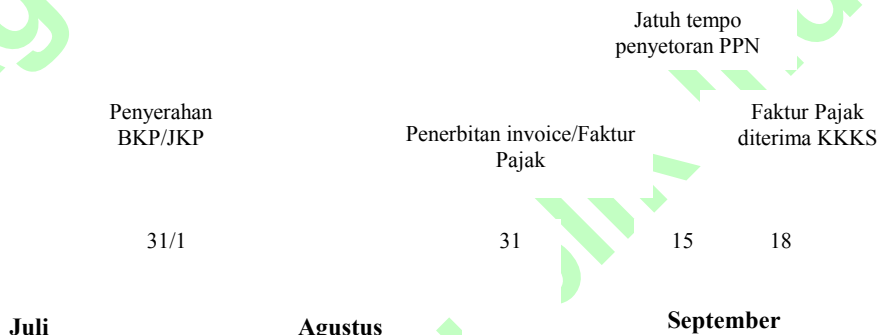 Jatuh tempo
penyetoran PPN
Penyerahan
BKP/JKP
Penerbitan invoice/Faktur
Pajak
Faktur Pajak
diterima KKKS
31/1
31
15
18
Juli
Agustus
September